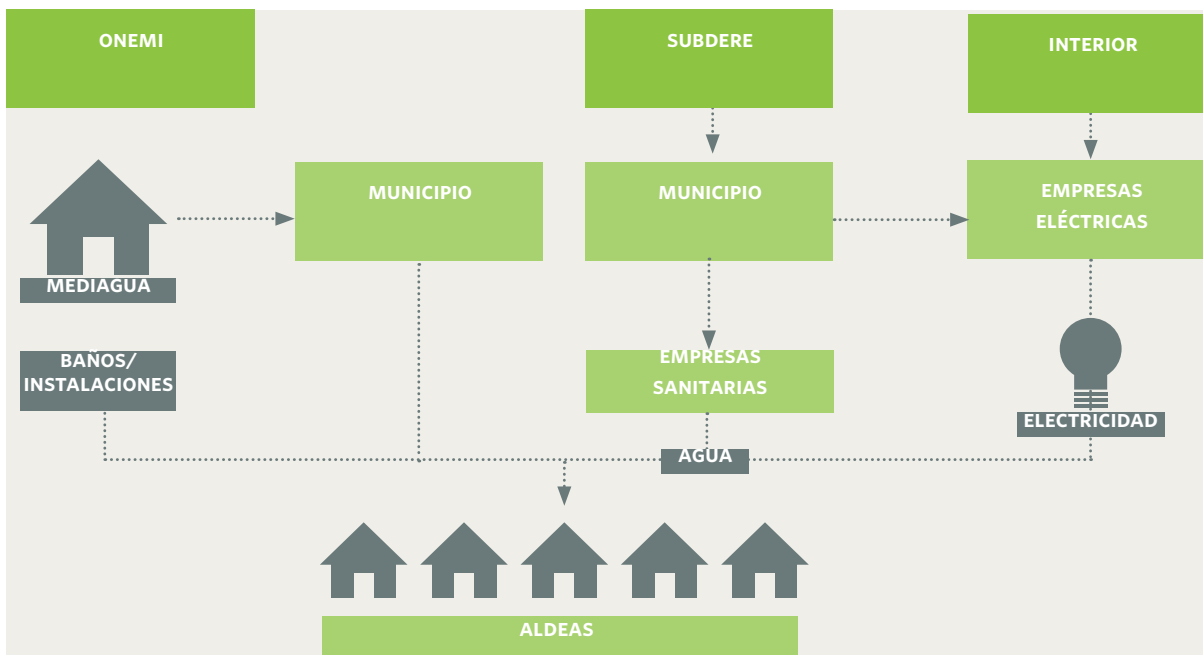 ONEMI
SUBDERE
INTERIOR
MUNICIPIO
MUNICIPIO
EMPRESAS
ELÉCTRICAS
MEDIAGUA
BAÑOS/
INSTALACIONES
EMPRESAS
SANITARIAS
ELECTRICIDAD
AGUA
ALDEAS